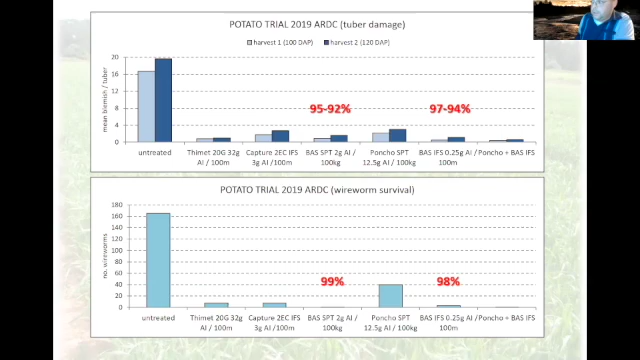 POTATO TRIAL 2019 ARDC (tuber damage)
harvest 1 (100 DAP) harvest 2 (120 DAP)
mean blemish / tuber
20
16
12
8
4
0
95-92% 97-94%
untreated Thimet 20G 32g Capture 2EC IFS BAS SPT 2g AI / Poncho SPT BAS IFS 0.25g AI / Poncho + BAS IFS
AI / 100m 3g AI /100m 100kg 12.5g AI / 100kg 100m
POTATO TRIAL 2019 ARDC (wireworm survival)
no. wireworms
180
160
140
120
100
80
60
40
20
0
99% 98%
untreated Thimet 20G 32g Capture 2EC IFS BAS SPT 2g AI / Poncho SPT BAS IFS 0.25g AI / Poncho + BAS IFS
AI / 100m 3g AI /100m 100kg 12.5g AI / 100kg 100m